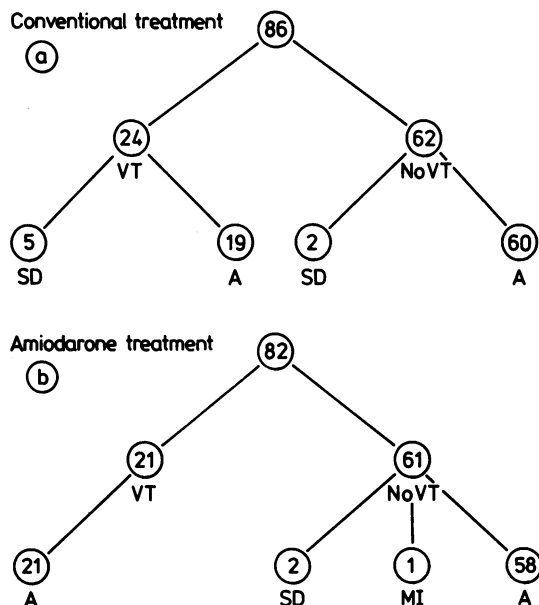 Conventional treatment
a
86
24
62
VT
NoVT
5
19
2
60
SD
A
SD
A
Amiodarone treatment
b
82
21
61
VT
NoVT
21
2
1
58
A
SD
MI
A